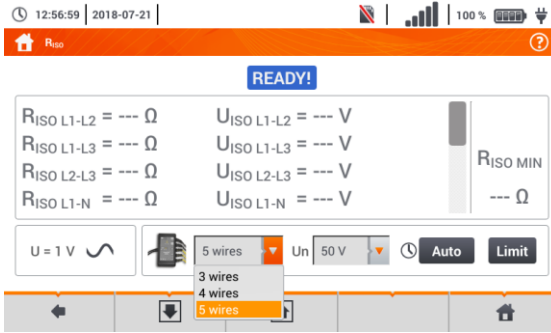 12:56:59 2018-07-21 100 %
RISO
READY!
RISO L1-L2 = --- Ω UISO L1-L2 = --- V
RISO L1-L3 = --- Ω UISO L1-L3 = --- V
RISO L2-L3 = --- Ω UISO L2-L3 = --- V
RISO L1-N = --- Ω UISO L1-N = --- V
RISO MIN
--- Ω
U = 1 V 5 wires Un 50 V Auto Limit
3 wires
4 wires
5 wires